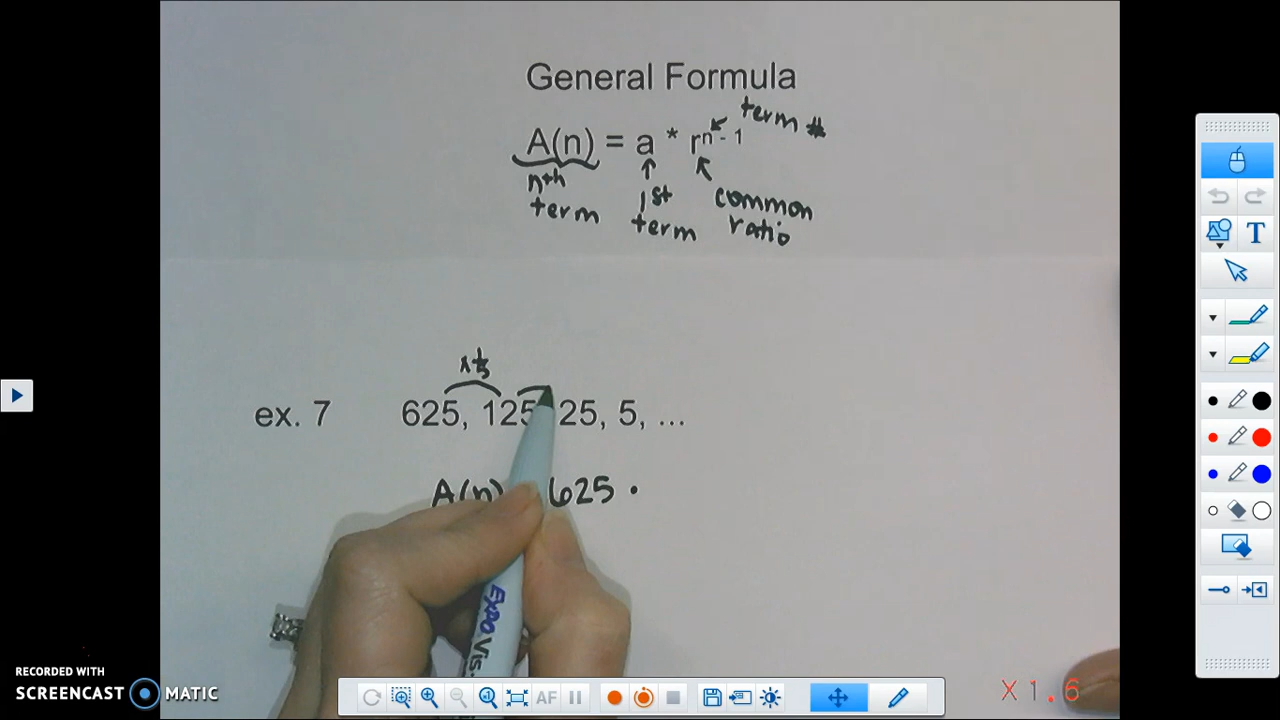 General Formula
term #
A(n) = a * r^n - 1
nth term
1st term
common ratio
x 1/5
ex. 7 625, 125 25, 5, ...
A(n) 625 •
EXPO Vis.
T
AF
X1.6
RECORDED WITH
SCREENCAST MATIC